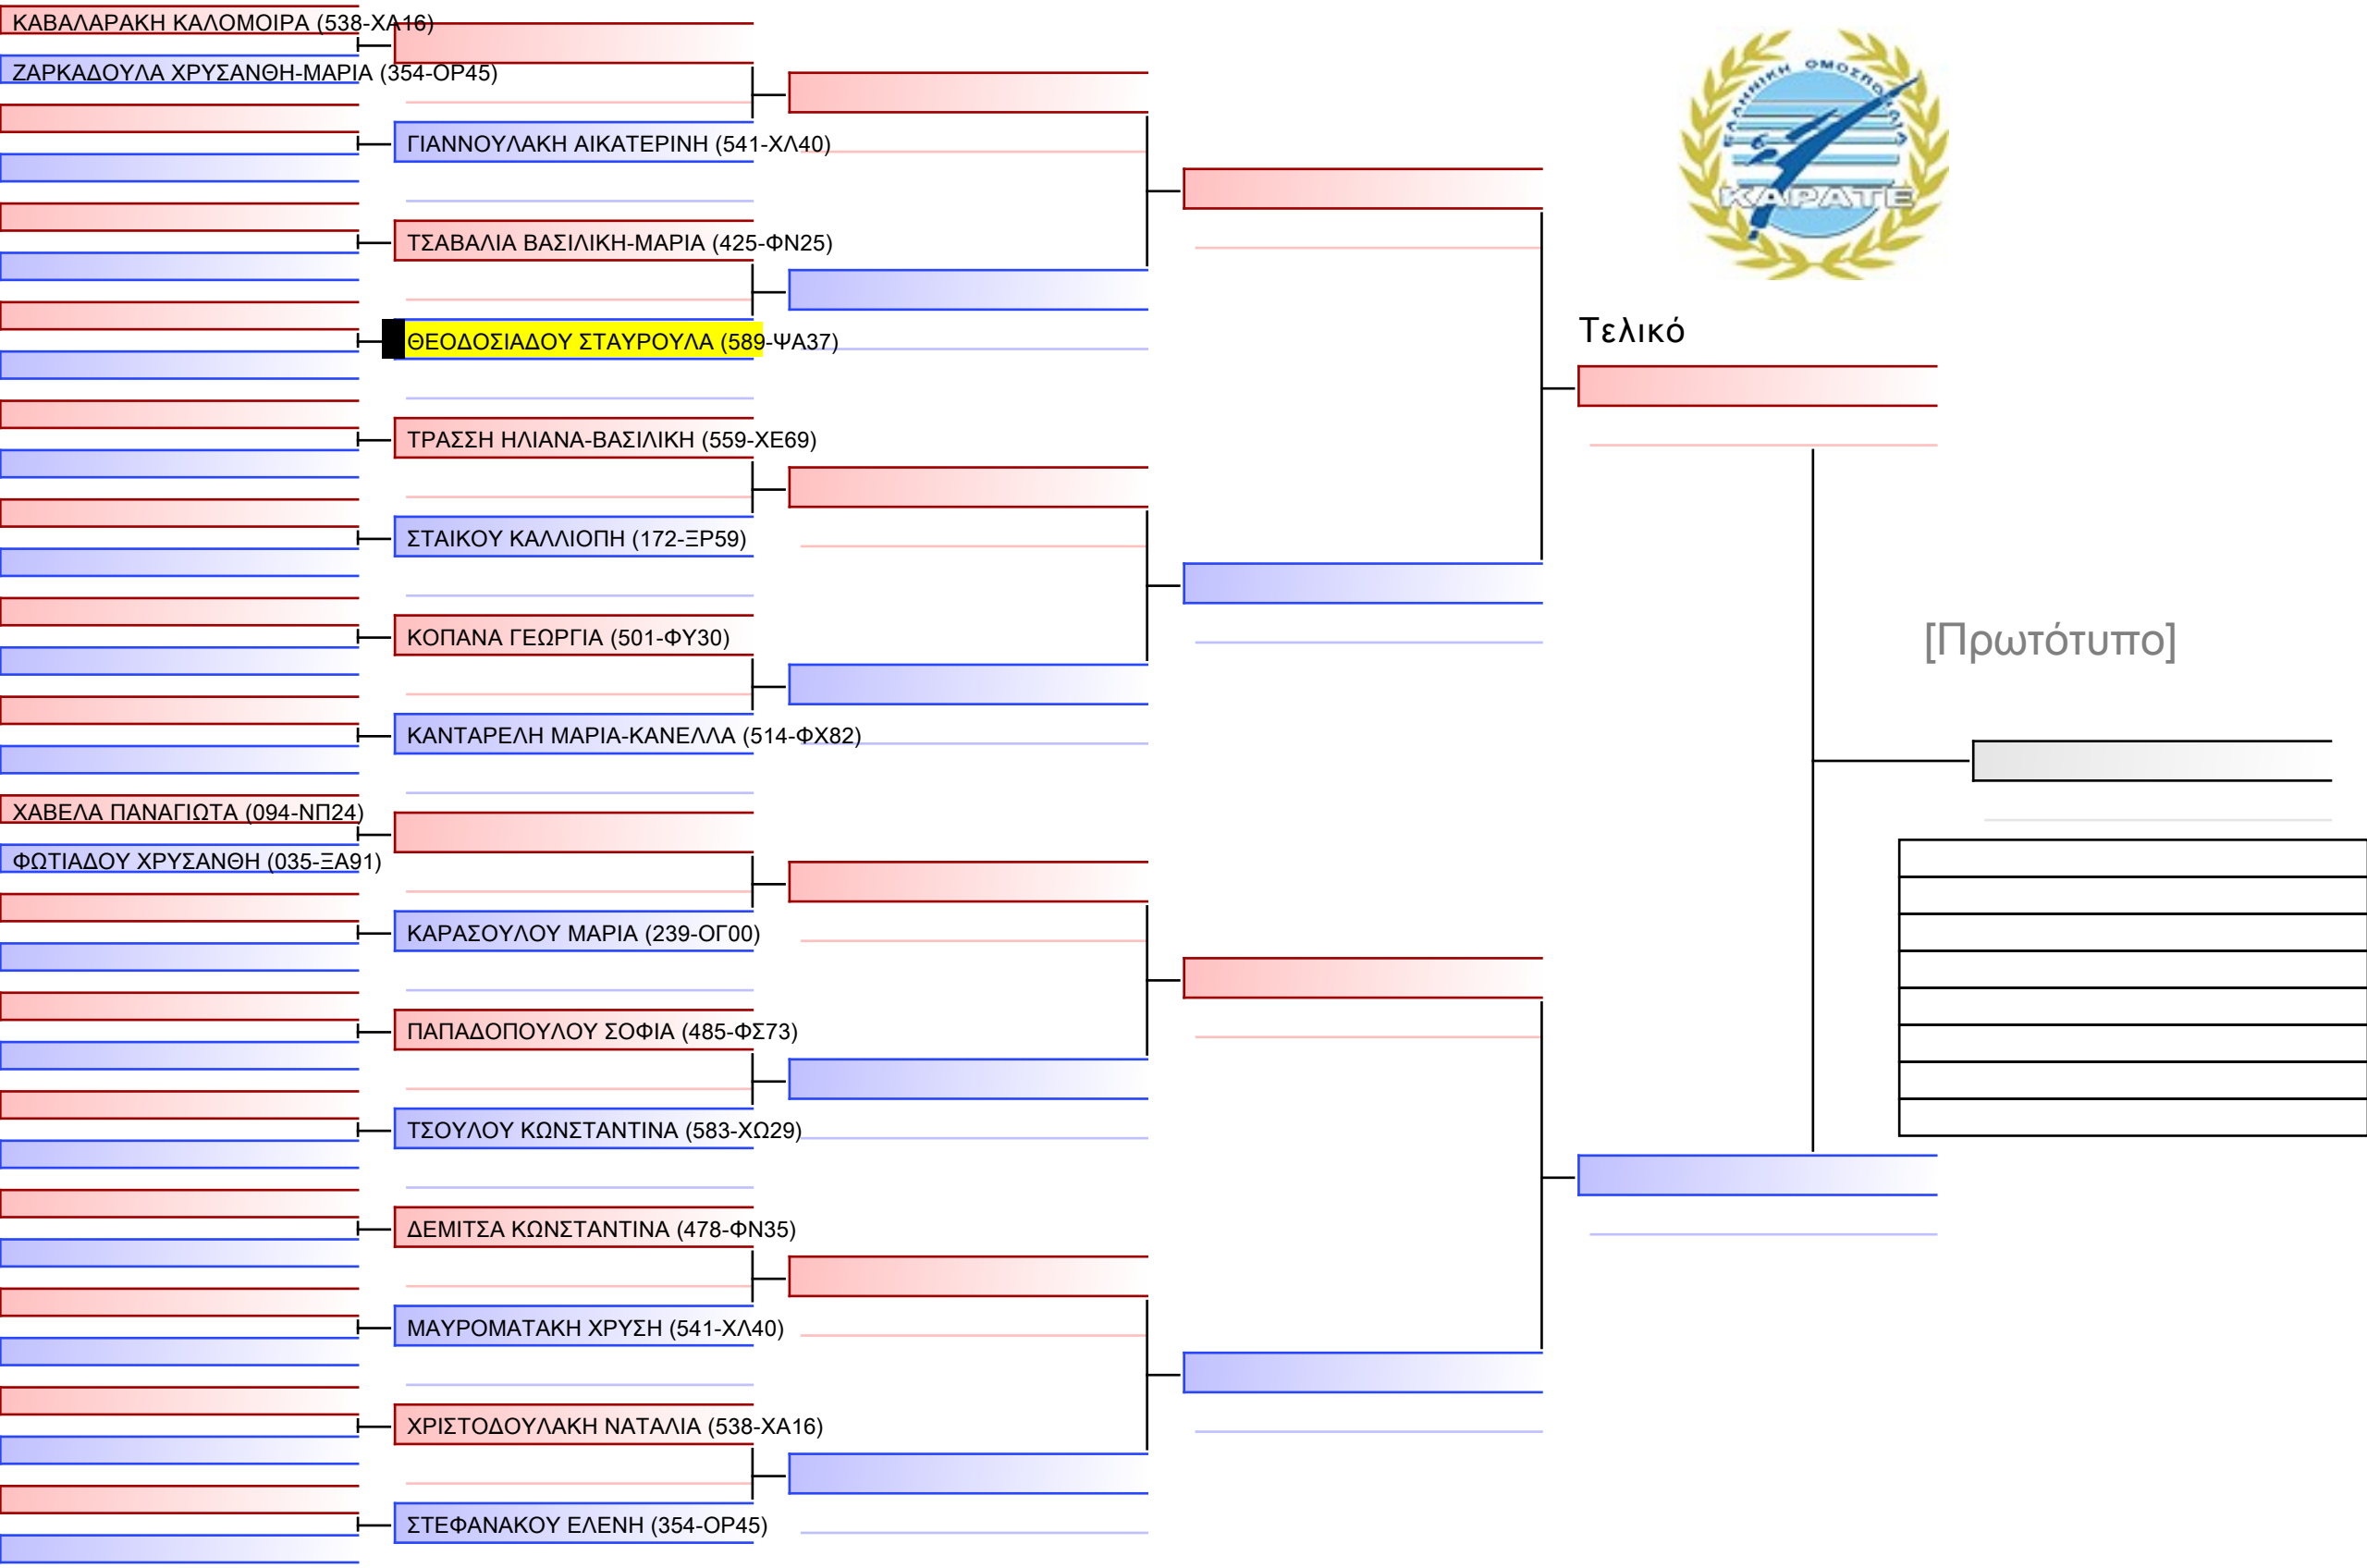 ΚΑΒΑΛΑΡΑΚΗ ΚΑΛΟΜΟΙΡΑ (538-ΧΑ16)
ΖΑΡΚΑΔΟΥΛΑ ΧΡΥΣΑΝΘΗ-ΜΑΡΙΑ (354-ΟΡ45)
ΓΙΑΝΝΟΥΛΑΚΗ ΑΙΚΑΤΕΡΙΝΗ (541-ΧΛ40)
ΤΣΑΒΑΛΙΑ ΒΑΣΙΛΙΚΗ-ΜΑΡΙΑ (425-ΦΝ25)
ΘΕΟΔΟΣΙΑΔΟΥ ΣΤΑΥΡΟΥΛΑ (589-ΨΑ37)
ΤΡΑΣΣΗ ΗΛΙΑΝΑ-ΒΑΣΙΛΙΚΗ (559-ΧΕ69)
ΣΤΑΙΚΟΥ ΚΑΛΛΙΟΠΗ (172-ΞΡ59)
ΚΟΠΑΝΑ ΓΕΩΡΓΙΑ (501-ΦΥ30)
ΚΑΝΤΑΡΕΛΗ ΜΑΡΙΑ-ΚΑΝΕΛΛΑ (514-ΦΧ82)
ΧΑΒΕΛΑ ΠΑΝΑΓΙΩΤΑ (094-ΝΠ24)
ΦΩΤΙΑΔΟΥ ΧΡΥΣΑΝΘΗ (035-ΞΑ91)
ΚΑΡΑΣΟΥΛΟΥ ΜΑΡΙΑ (239-ΟΓ00)
ΠΑΠΑΔΟΠΟΥΛΟΥ ΣΟΦΙΑ (485-ΦΣ73)
ΤΣΟΥΛΟΥ ΚΩΝΣΤΑΝΤΙΝΑ (583-ΧΩ29)
ΔΕΜΙΤΣΑ ΚΩΝΣΤΑΝΤΙΝΑ (478-ΦΝ35)
ΜΑΥΡΟΜΑΤΑΚΗ ΧΡΥΣΗ (541-ΧΛ40)
ΧΡΙΣΤΟΔΟΥΛΑΚΗ ΝΑΤΑΛΙΑ (538-ΧΑ16)
ΣΤΕΦΑΝΑΚΟΥ ΕΛΕΝΗ (354-ΟΡ45)
ΕΛΛΗΝΙΚΗ ΟΜΟΣΠΟΝΔΙΑ
ΚΑΡΑΤΕ
Τελικό
[Πρωτότυπο]